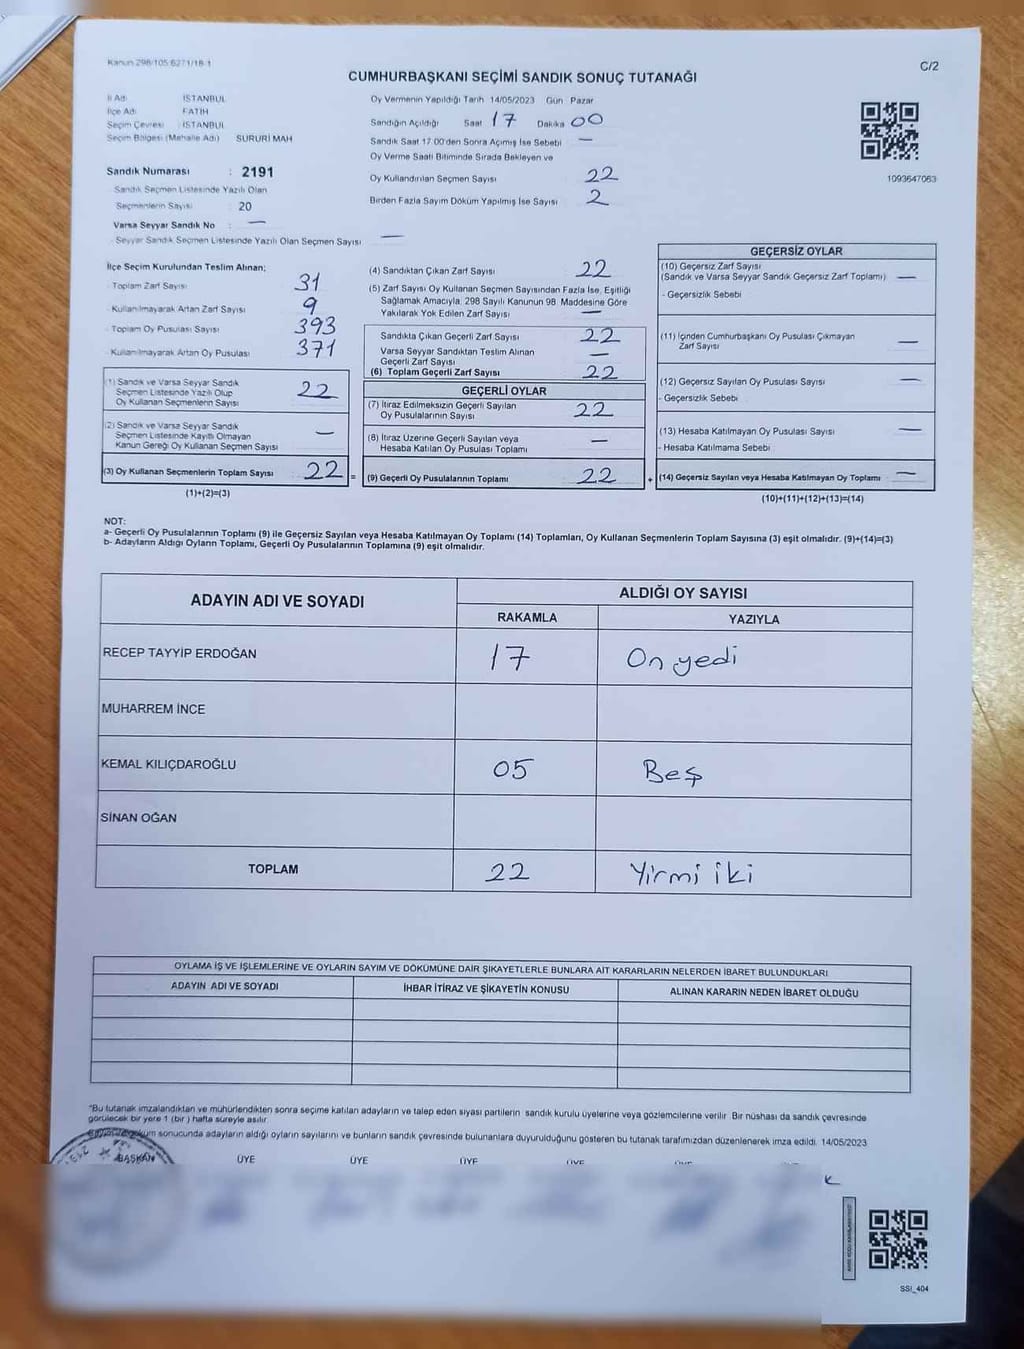 Kanun 298/105 6271/18-1
C/2
CUMHURBAŞKANI SEÇİMİ SANDIK SONUÇ TUTANAĞI
İl Adı İSTANBUL
İlçe Adı FATİH
Seçim Çevresi : İSTANBUL
Seçim Bölgesi (Mahalle Adı) SURURİ MAH
Sandık Numarası : 2191
Sandık Seçmen Listesinde Yazılı Olan
Seçmenlerin Sayısı : 20
Varsa Seyyar Sandık No : —
Seyyar Sandık Seçmen Listesinde Yazılı Olan Seçmen Sayısı —
Oy Vermenin Yapıldığı Tarih 14/05/2023 Gün Pazar
Sandığın Açıldığı Saat 17 Dakika 00
Sandık Saat 17.00'den Sonra Açımış İse Sebebi —
Oy Verme Saati Bitiminde Sırada Bekleyen ve
Oy Kullandırılan Seçmen Sayısı 22
Birden Fazla Sayım Döküm Yapılmış İse Sayısı 2
1093647063
İlçe Seçim Kurulundan Teslim Alınan;
Toplam Zarf Sayısı 31
Kullanılmayarak Artan Zarf Sayısı 9
Toplam Oy Pusulası Sayısı 393
Kullanılmayarak Artan Oy Pusulası 371
(1) Sandık ve Varsa Seyyar Sandık
Seçmen Listesinde Yazılı Olup
Oy Kullanan Seçmenlerin Sayısı 22
(2) Sandık ve Varsa Seyyar Sandık
Seçmen Listesinde Kayıtlı Olmayan
Kanun Gereği Oy Kullanan Seçmen Sayısı —
(3) Oy Kullanan Seçmenlerin Toplam Sayısı 22 =
(1)+(2)=(3)
(4) Sandıktan Çıkan Zarf Sayısı 22
(5) Zarf Sayısı Oy Kullanan Seçmen Sayısından Fazla İse, Eşitliği
Sağlamak Amacıyla, 298 Sayılı Kanunun 98. Maddesine Göre
Yakılarak Yok Edilen Zarf Sayısı —
Sandıkta Çıkan Geçerli Zarf Sayısı 22
Varsa Seyyar Sandıktan Teslim Alınan
Geçerli Zarf Sayısı —
(6) Toplam Geçerli Zarf Sayısı 22
GEÇERLİ OYLAR
(7) İtiraz Edilmeksizin Geçerli Sayılan
Oy Pusulalarının Sayısı 22
(8) İtiraz Üzerine Geçerli Sayılan veya
Hesaba Katılan Oy Pusulası Toplamı —
(9) Geçerli Oy Pusulalarının Toplamı 22 +
GEÇERSİZ OYLAR
(10) Geçersiz Zarf Sayısı
(Sandık ve Varsa Seyyar Sandık Geçersiz Zarf Toplamı) —
- Geçersizlik Sebebi
(11) İçinden Cumhurbaşkanı Oy Pusulası Çıkmayan
Zarf Sayısı —
(12) Geçersiz Sayılan Oy Pusulası Sayısı —
- Geçersizlik Sebebi
(13) Hesaba Katılmayan Oy Pusulası Sayısı —
- Hesaba Katılmama Sebebi
(14) Geçersiz Sayılan veya Hesaba Katılmayan Oy Toplamı —
(10)+(11)+(12)+(13)=(14)
NOT:
a- Geçerli Oy Pusulalarının Toplamı (9) ile Geçersiz Sayılan veya Hesaba Katılmayan Oy Toplamı (14) Toplamları, Oy Kullanan Seçmenlerin Toplam Sayısına (3) eşit olmalıdır. (9)+(14)=(3)
b- Adayların Aldığı Oyların Toplamı, Geçerli Oy Pusulalarının Toplamına (9) eşit olmalıdır.
ADAYIN ADI VE SOYADI ALDIĞI OY SAYISI
RAKAMLA YAZIYLA
RECEP TAYYİP ERDOĞAN 17 On yedi
MUHARREM İNCE
KEMAL KILIÇDAROĞLU 05 Beş
SİNAN OĞAN
TOPLAM 22 Yirmi iki
OYLAMA İŞ VE İŞLEMLERİNE VE OYLARIN SAYIM VE DÖKÜMÜNE DAİR ŞİKAYETLERLE BUNLARA AİT KARARLARIN NELERDEN İBARET BULUNDUKLARI
ADAYIN ADI VE SOYADI İHBAR İTİRAZ VE ŞİKAYETİN KONUSU ALINAN KARARIN NEDEN İBARET OLDUĞU
"Bu tutanak imzalandıktan ve mühürlendikten sonra seçime katılan adayların ve talep eden siyasi partilerin sandık kurulu üyelerine veya gözlemcilerine verilir. Bir nüshası da sandık çevresinde
görülecek bir yere 1 (bir) hafta süreyle asılır.
sonucunda adayların aldığı oyların sayılarını ve bunların sandık çevresinde bulunanlara duyurulduğunu gösteren bu tutanak tarafımızdan düzenlenerek imza edildi. 14/05/2023
BAŞKAN ÜYE ÜYE ÜYE ÜYE
SSI_404